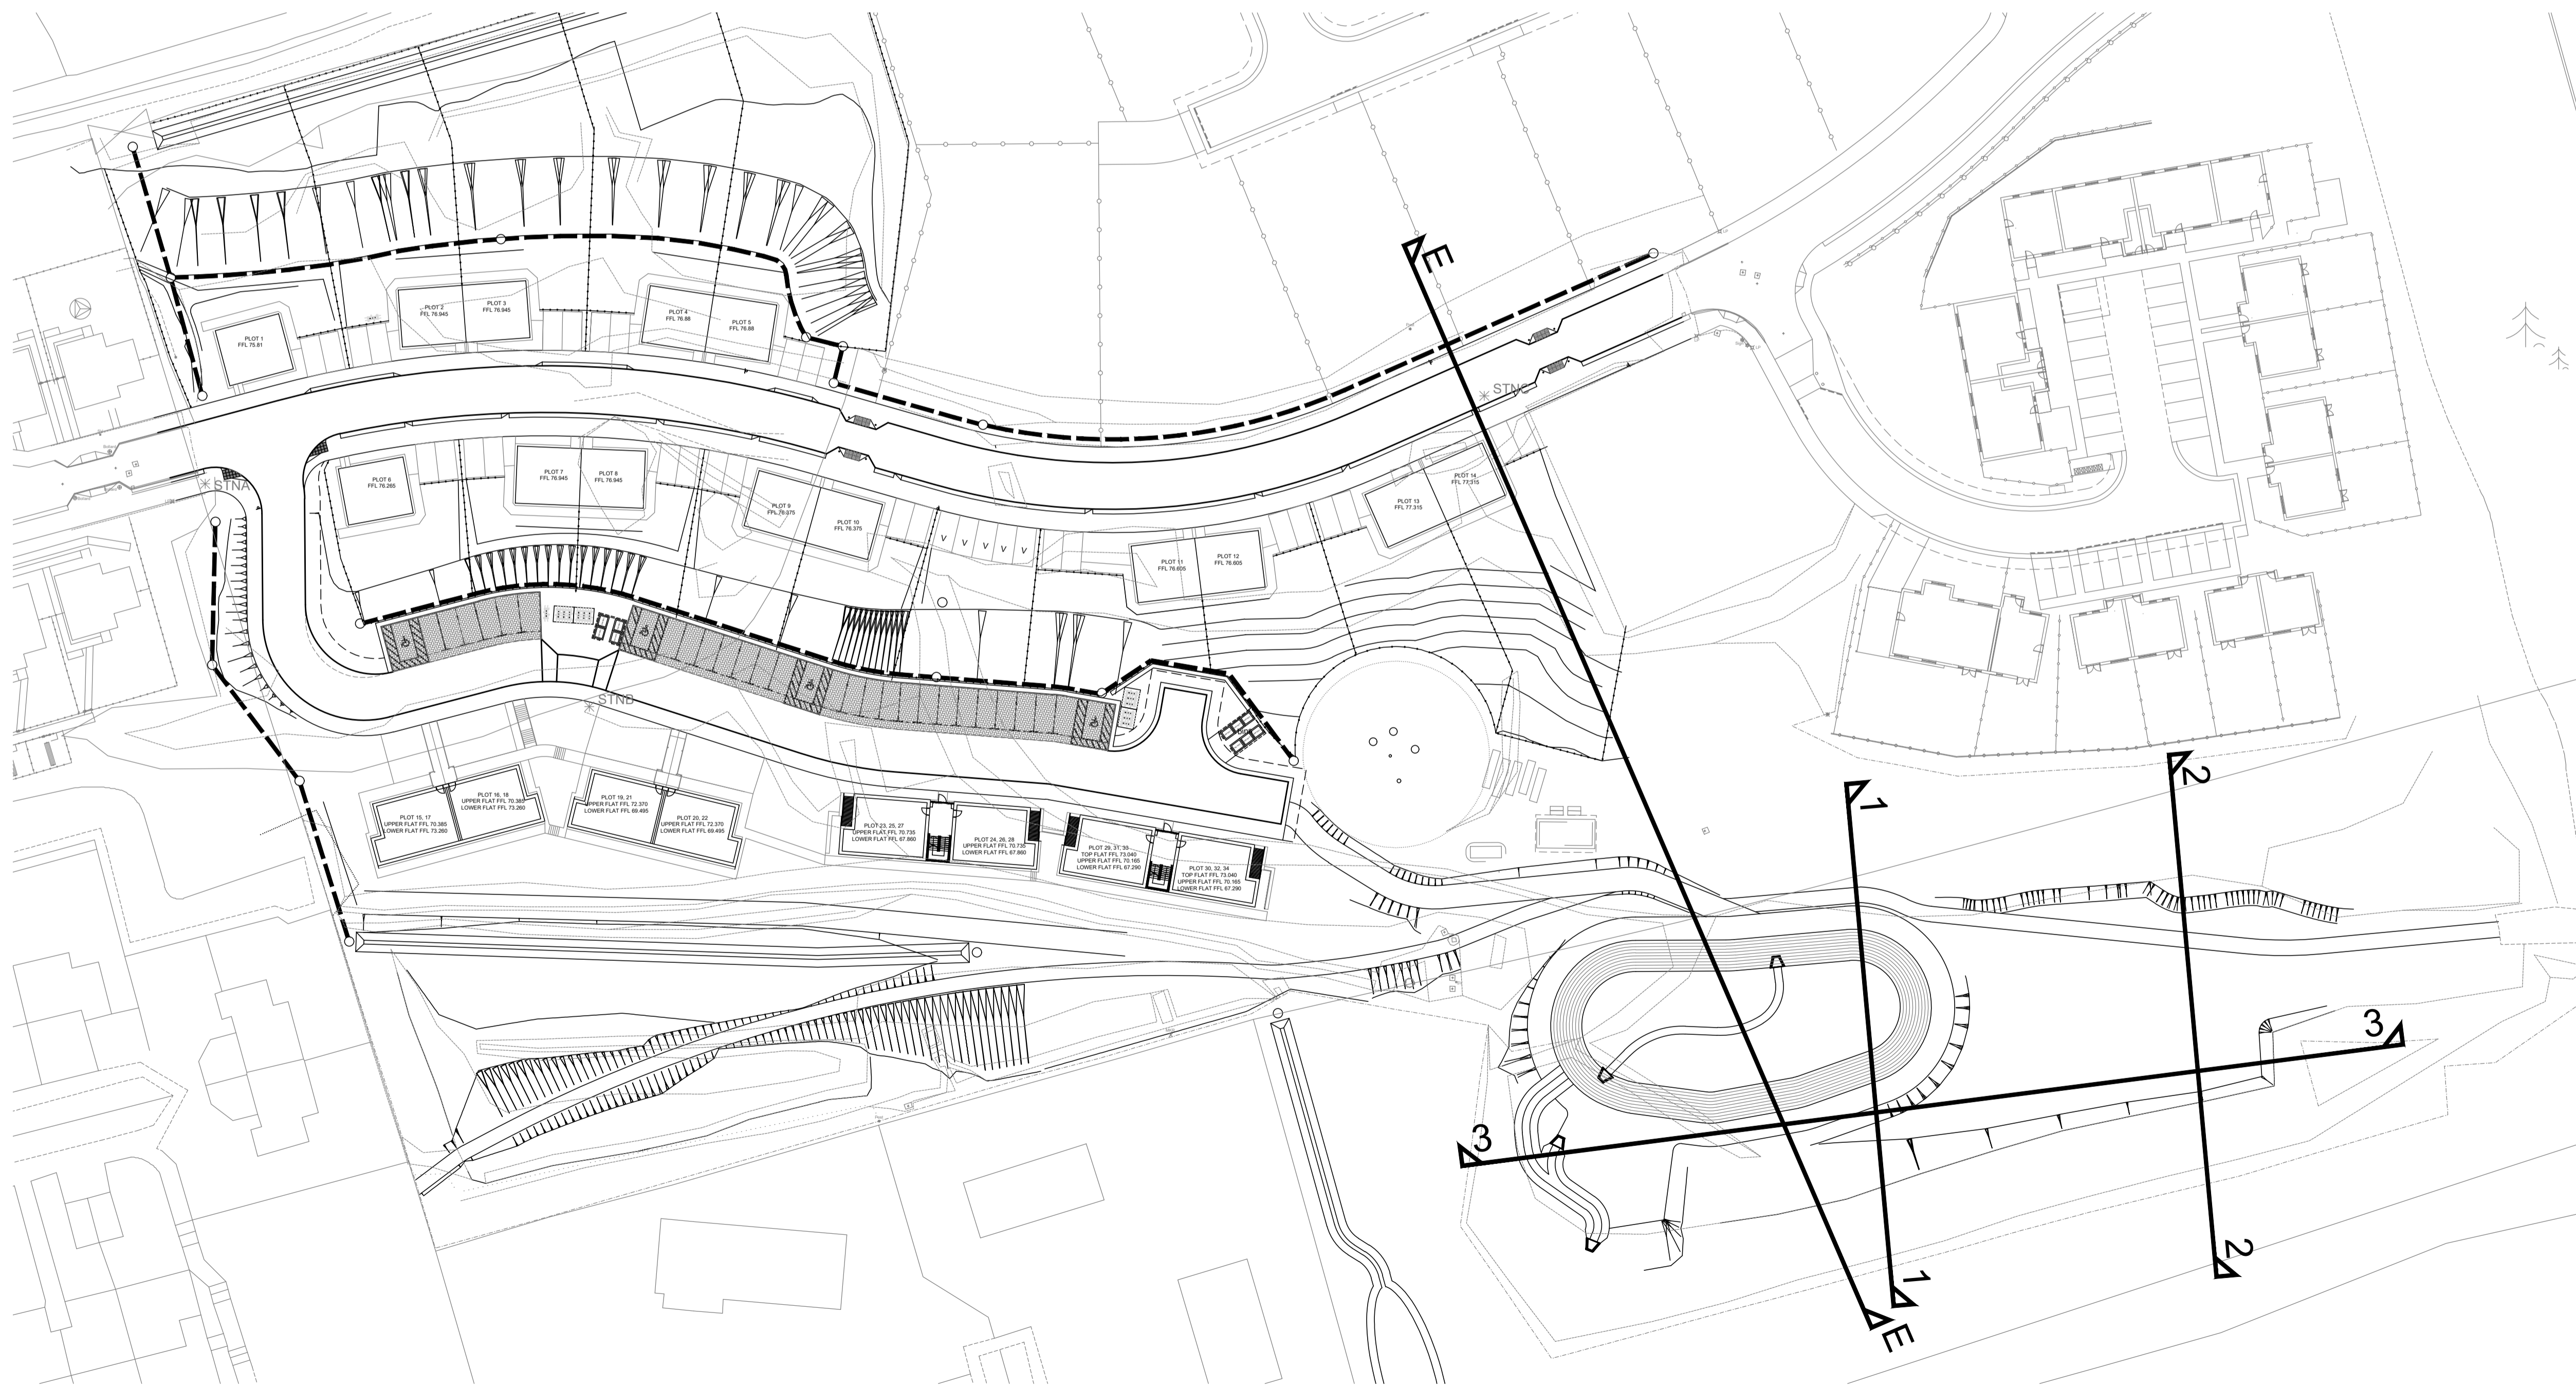 E
PLOT 2
FFL 76.945
PLOT 3
FFL 76.945
PLOT 4
FFL 76.88
PLOT 5
FFL 76.88
PLOT 1
FFL 75.81
STNC
STNA
PLOT 6
FFL 76.265
PLOT 7
FFL 76.945
PLOT 8
FFL 76.945
PLOT 9
FFL 76.375
PLOT 10
FFL 76.375
V V V V V
PLOT 11
FFL 76.605
PLOT 12
FFL 76.605
PLOT 13
FFL 77.315
PLOT 14
FFL 77.315
STNB
PLOT 15, 17
UPPER FLAT FFL 70.385
LOWER FLAT FFL 73.260
PLOT 16, 18
UPPER FLAT FFL 70.385
LOWER FLAT FFL 73.260
PLOT 19, 21
UPPER FLAT FFL 72.370
LOWER FLAT FFL 69.495
PLOT 20, 22
UPPER FLAT FFL 72.370
LOWER FLAT FFL 69.495
PLOT 23, 25, 27
UPPER FLAT FFL 70.735
LOWER FLAT FFL 67.860
PLOT 24, 26, 28
UPPER FLAT FFL 70.735
LOWER FLAT FFL 67.860
PLOT 29, 31, 33
TOP FLAT FFL 73.040
UPPER FLAT FFL 70.165
LOWER FLAT FFL 67.290
PLOT 30, 32, 34
TOP FLAT FFL 73.040
UPPER FLAT FFL 70.165
LOWER FLAT FFL 67.290
1
2
3
3
1
2
E